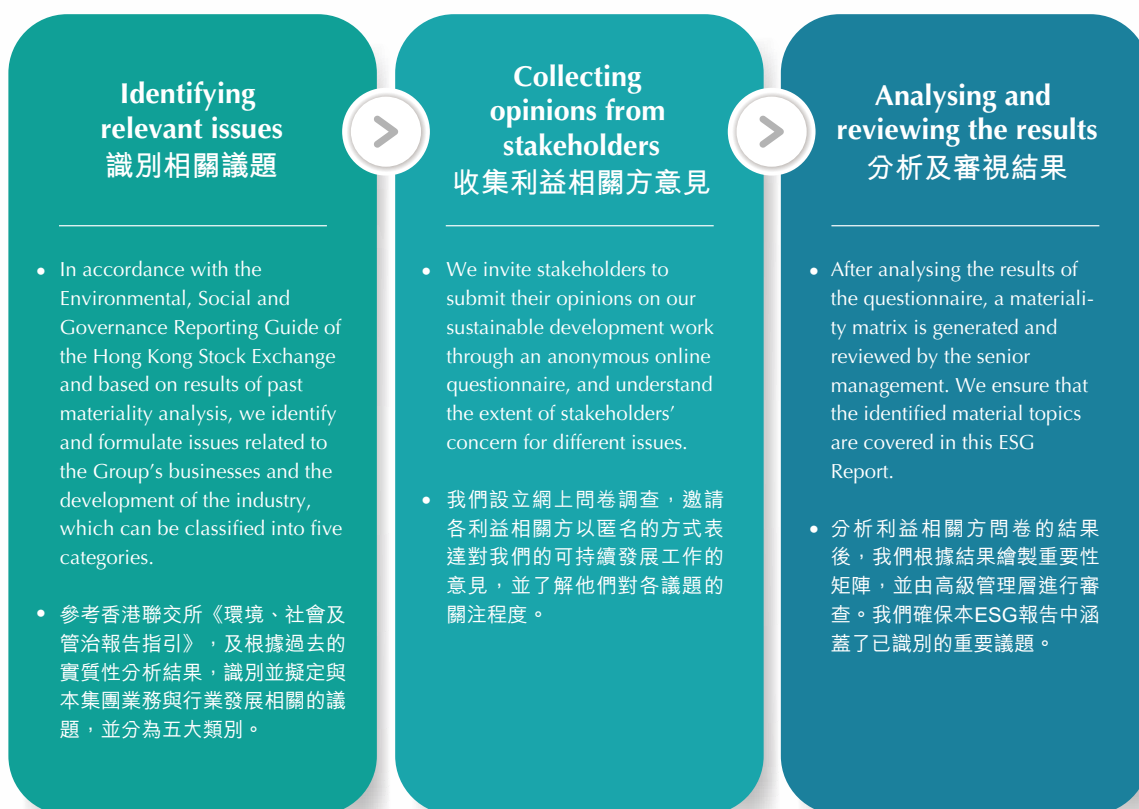 Identifying
relevant issues
識別相關議題
• In accordance with the
Environmental, Social and
Governance Reporting Guide of
the Hong Kong Stock Exchange
and based on results of past
materiality analysis, we identify
and formulate issues related to
the Group's businesses and the
development of the industry,
which can be classified into five
categories.
• 參考香港聯交所《環境、社會及
管治報告指引》，及根據過去的
實質性分析結果，識別並擬定與
本集團業務與行業發展相關的議
題，並分為五大類別。
Collecting
opinions from
stakeholders
收集利益相關方意見
• We invite stakeholders to
submit their opinions on our
sustainable development work
through an anonymous online
questionnaire, and understand
the extent of stakeholders'
concern for different issues.
• 我們設立網上問卷調查，邀請
各利益相關方以匿名的方式表
達對我們的可持續發展工作的
意見，並了解他們對各議題的
關注程度。
Analysing and
reviewing the results
分析及審視結果
• After analysing the results of
the questionnaire, a materiali-
ty matrix is generated and
reviewed by the senior
management. We ensure that
the identified material topics
are covered in this ESG
Report.
• 分析利益相關方問卷的結果
後，我們根據結果繪製重要性
矩陣，並由高級管理層進行審
查。我們確保本ESG報告中涵
蓋了已識別的重要議題。